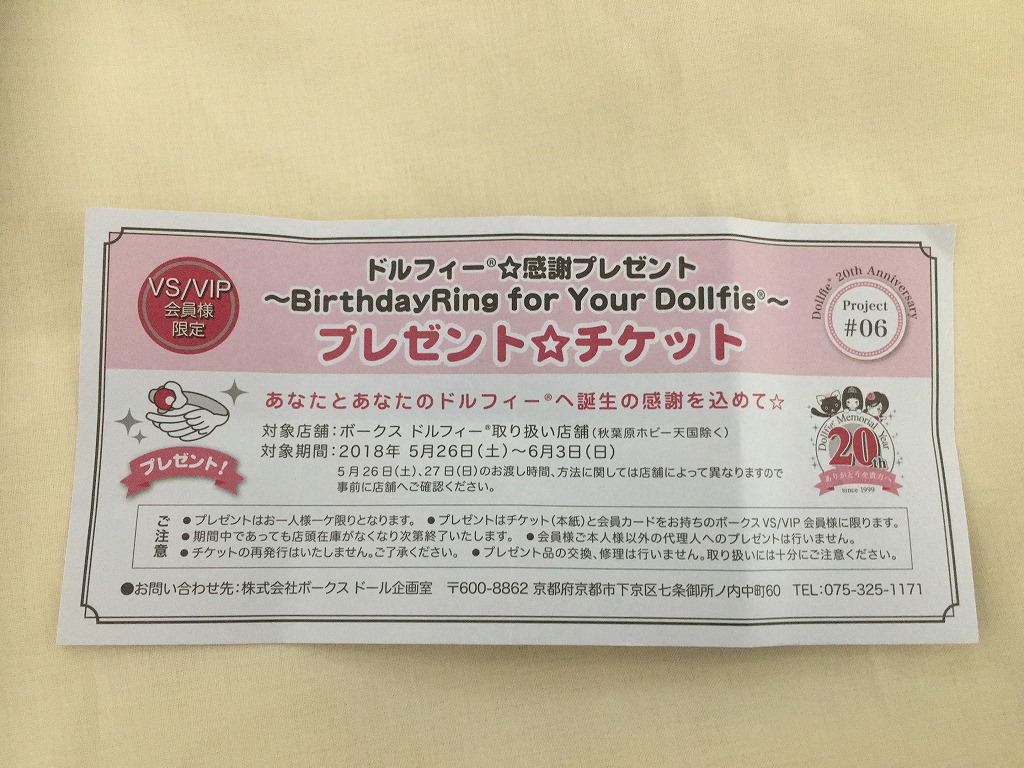 VS/VIP
会員様
限定
ドルフィー®☆感謝プレゼント
〜BirthdayRing for Your Dollfie®〜
プレゼント☆チケット
Dollfie® 20th Anniversary
Project
#06
プレゼント!
あなたとあなたのドルフィー®へ誕生の感謝を込めて☆
対象店舗:ボークス ドルフィー®取り扱い店舗(秋葉原ホビー天国除く)
対象期間:2018年 5月26日(土)〜6月3日(日)
5月26日(土)、27日(日)のお渡し時間、方法に関しては店舗によって異なりますので
事前に店舗へご確認ください。
Dollfie Memorial Year
20th
ありがとうを貴方へ
since 1999
ご注意
●プレゼントはお一人様一ケ限りとなります。 ●プレゼントはチケット(本紙)と会員カードをお持ちのボークスVS/VIP会員様に限ります。
●期間中であっても店頭在庫がなくなり次第終了いたします。 ●会員様ご本人様以外の代理人へのプレゼントは行いません。
●チケットの再発行はいたしません。ご了承ください。 ●プレゼント品の交換、修理は行いません。取り扱いには十分にご注意ください。
●お問い合わせ先:株式会社ボークス ドール企画室 〒600-8862 京都府京都市下京区七条御所ノ内中町60 TEL:075-325-1171